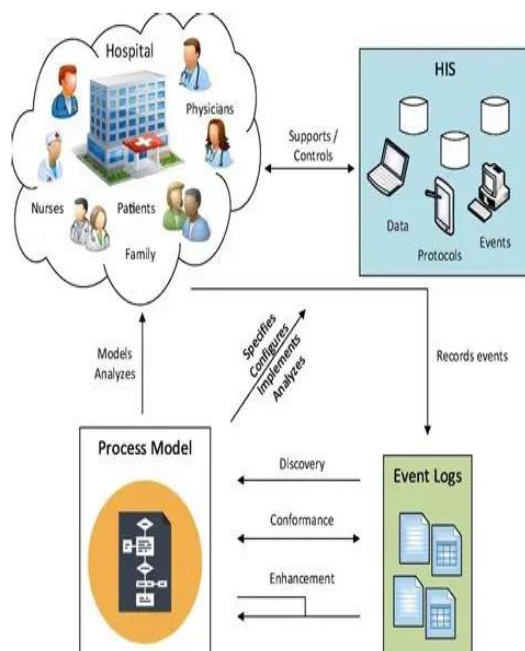 Hospital
Physicians
Nurses
Patients
Family
HIS
Data
Protocols
Events
Supports /
Controls
Models
Analyzes
Specifies
Configures
Implements
Analyzes
Records events
Process Model
Discovery
Conformance
Enhancement
Event Logs